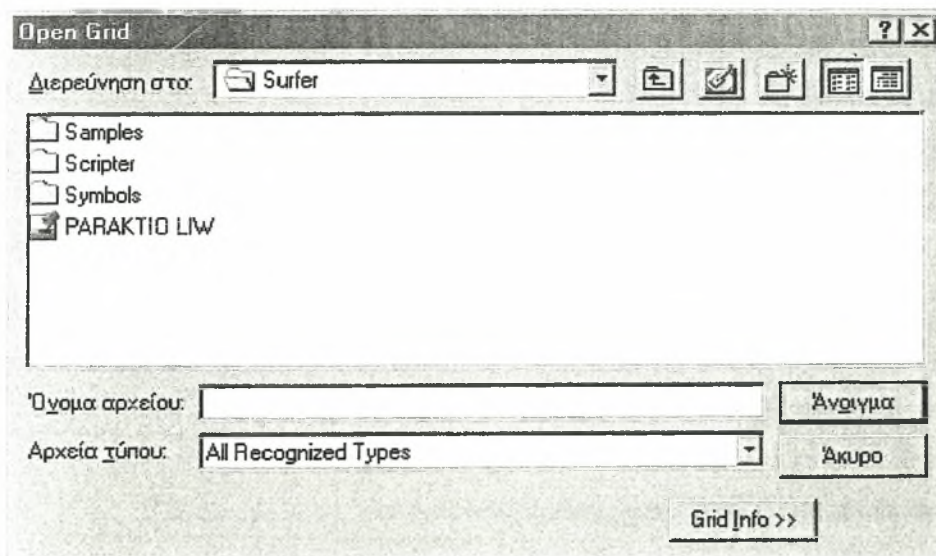 Open Grid
Διερεύνηση στο: Surfer
Samples
Scripter
Symbols
PARAKTIO LIW
Όνομα αρχείου:
Άνοιγμα
Αρχεία τύπου: All Recognized Types
Άκυρο
Grid Info >>